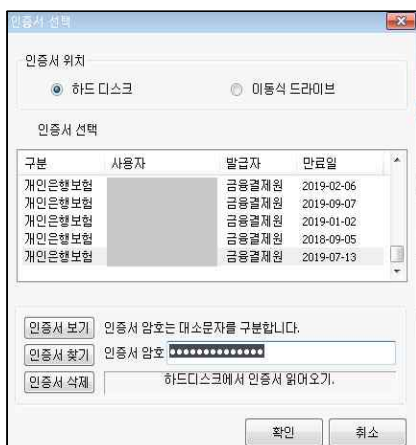 인증서 선택
인증서 위치
하드 디스크 이동식 드라이브
인증서 선택
구분 사용자 발급자 만료일
개인은행보험 금융결제원 2019-02-06
개인은행보험 금융결제원 2019-09-07
개인은행보험 금융결제원 2019-01-02
개인은행보험 금융결제원 2018-09-05
개인은행보험 금융결제원 2019-07-13
인증서 보기 인증서 암호는 대소문자를 구분합니다.
인증서 찾기 인증서 암호
인증서 삭제 하드디스크에서 인증서 읽어오기.
확인 취소